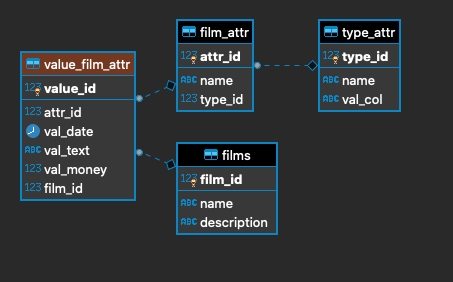 value_film_attr
123 value_id
123 attr_id
val_date
ABC val_text
123 val_money
123 film_id
film_attr
123 attr_id
ABC name
123 type_id
type_attr
123 type_id
ABC name
ABC val_col
films
123 film_id
ABC name
ABC description